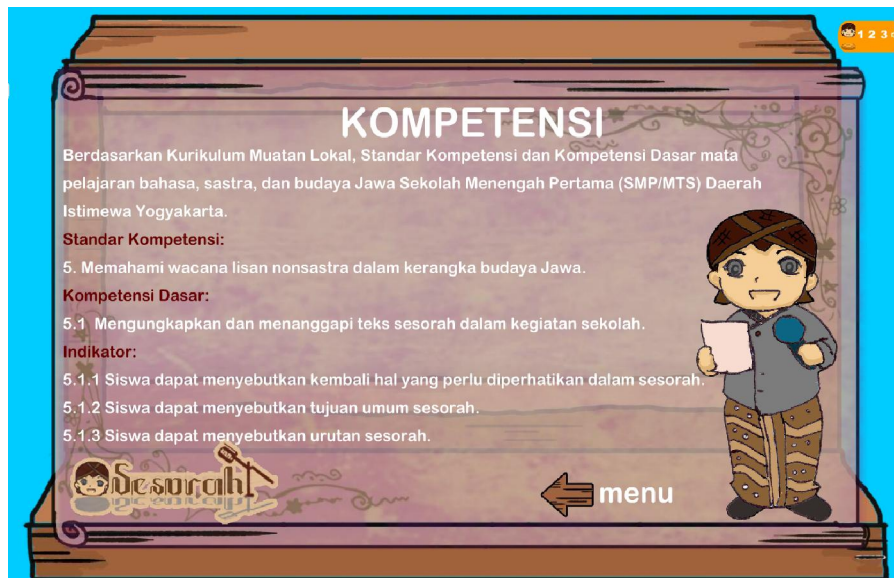 1 2 3
KOMPETENSI
Berdasarkan Kurikulum Muatan Lokal, Standar Kompetensi dan Kompetensi Dasar mata
pelajaran bahasa, sastra, dan budaya Jawa Sekolah Menengah Pertama (SMP/MTS) Daerah
Istimewa Yogyakarta.
Standar Kompetensi:
5. Memahami wacana lisan nonsastra dalam kerangka budaya Jawa.
Kompetensi Dasar:
5.1 Mengungkapkan dan menanggapi teks sesorah dalam kegiatan sekolah.
Indikator:
5.1.1 Siswa dapat menyebutkan kembali hal yang perlu diperhatikan dalam sesorah.
5.1.2 Siswa dapat menyebutkan tujuan umum sesorah.
5.1.3 Siswa dapat menyebutkan urutan sesorah.
Sesorah
menu